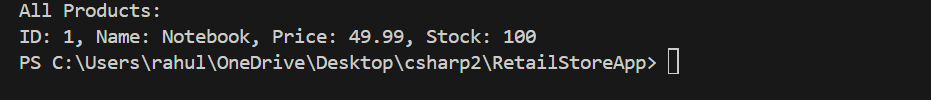 All Products:
ID: 1, Name: Notebook, Price: 49.99, Stock: 100
PS C:\Users\rahul\OneDrive\Desktop\csharp2\RetailStoreApp>